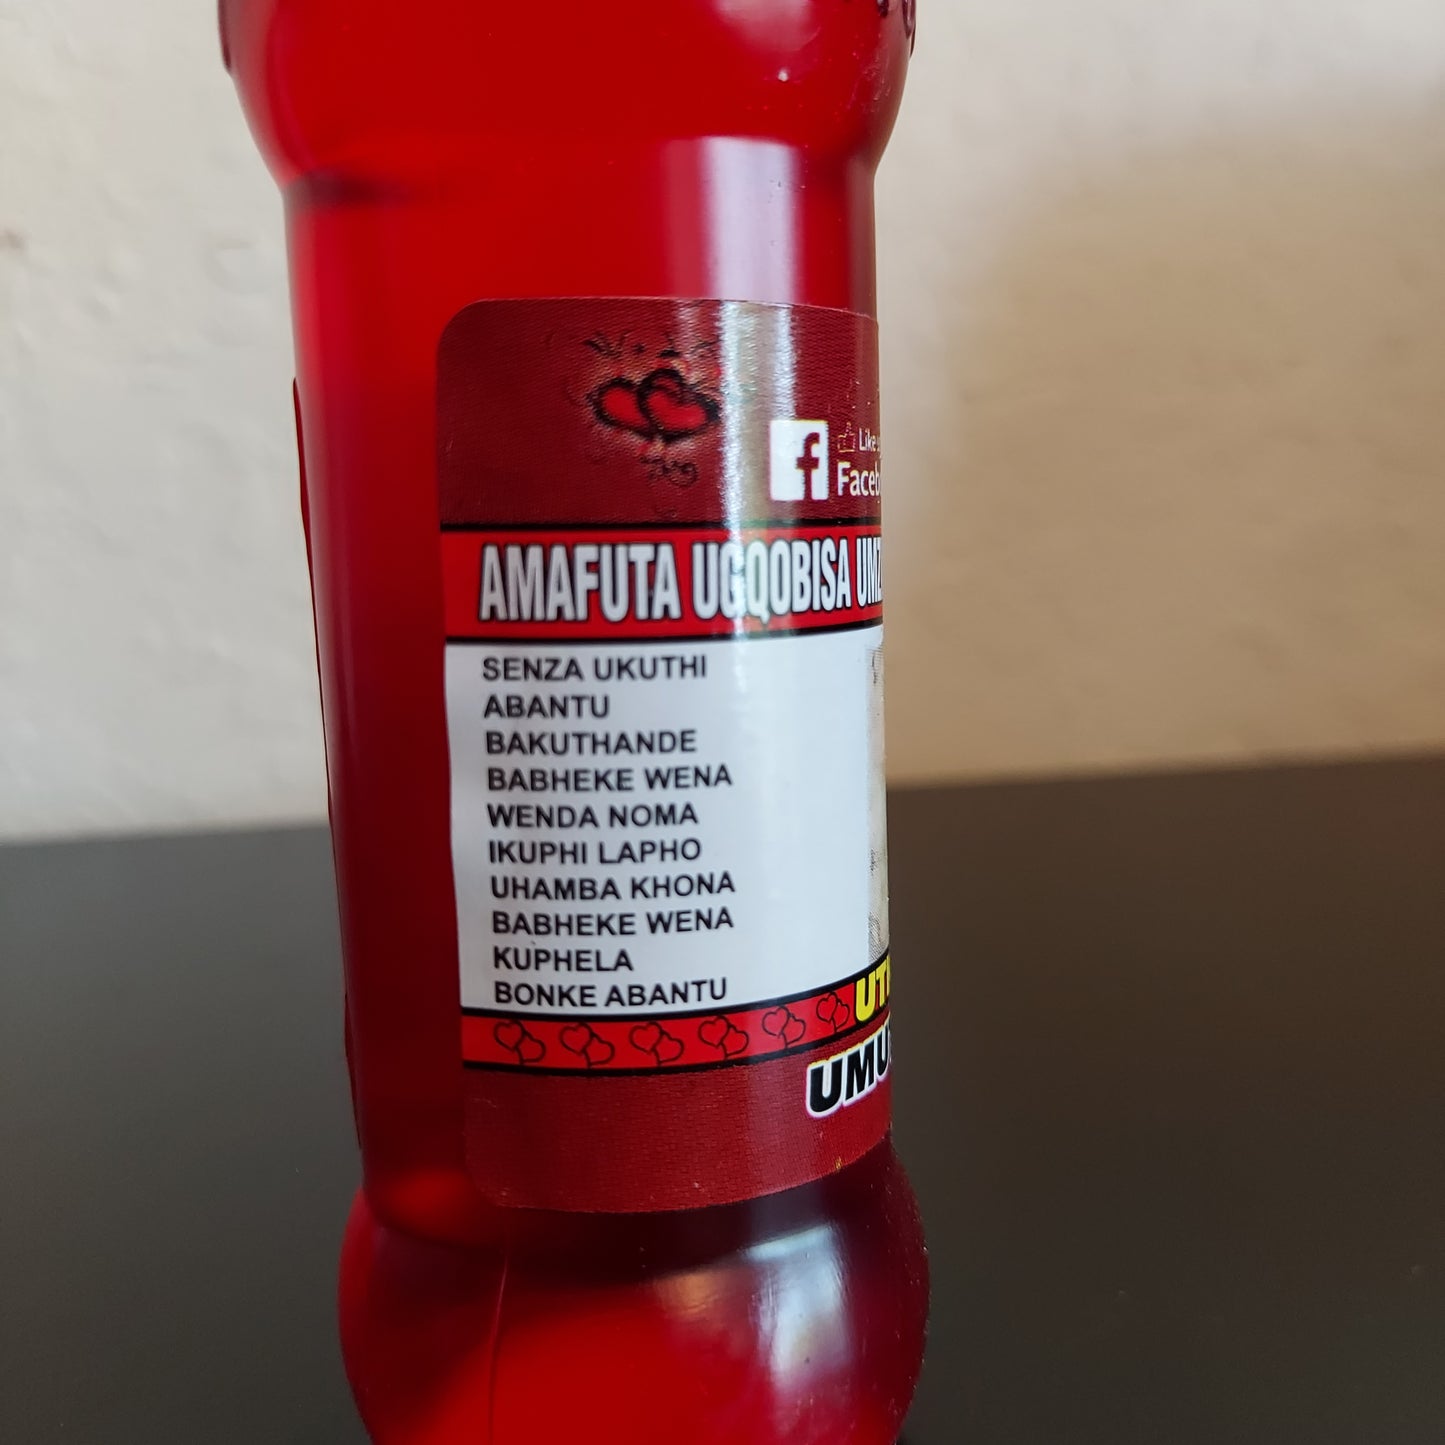 Like
AMAFUTA UGQOBISA
SENZA UKUTHI
ABANTU
BAKUTHANDE
BABHEKE WENA
WENDA NOMA
IKUPHI LAPHO
UHAMBA KHONA
BABHEKE WENA
KUPHELA
BONKE ABANTU